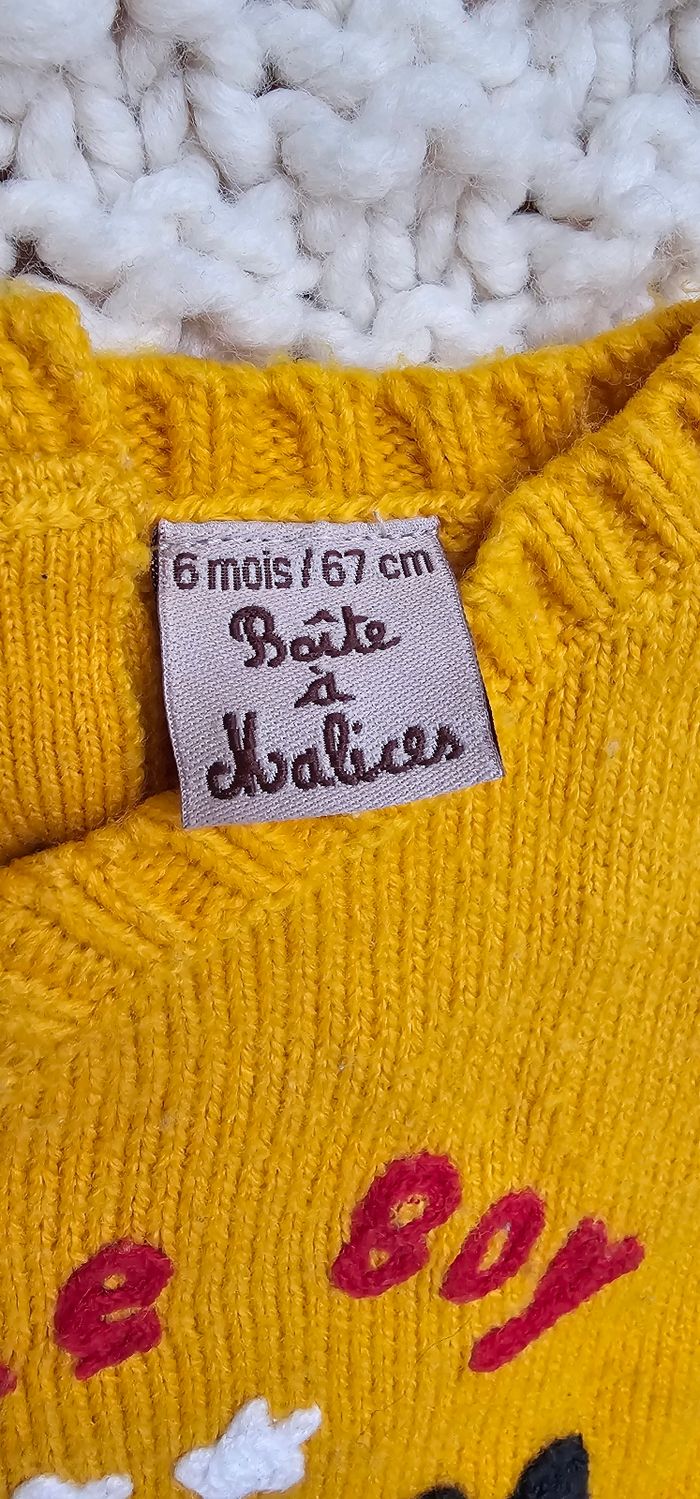 6 mois / 67 cm
Boîte
à
Malices
e Boy